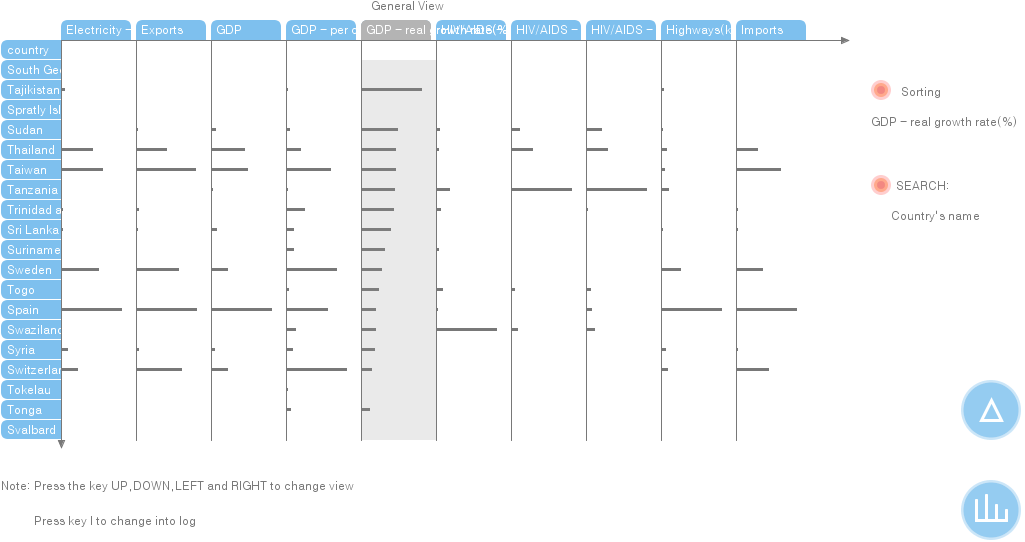 General View
Electricity – Exports GDP GDP – per c GDP – real growth rate(% HIV/AIDS HIV/AIDS – HIV/AIDS – Highways(k Imports
country
South Geo
Tajikistan
Spratly Isl
Sudan
Thailand
Taiwan
Tanzania
Trinidad a
Sri Lanka
Suriname
Sweden
Togo
Spain
Swaziland
Syria
Switzerlan
Tokelau
Tonga
Svalbard
Sorting
GDP – real growth rate(%)
SEARCH:
Country's name
Note: Press the key UP,DOWN,LEFT and RIGHT to change view
Press key l to change into log